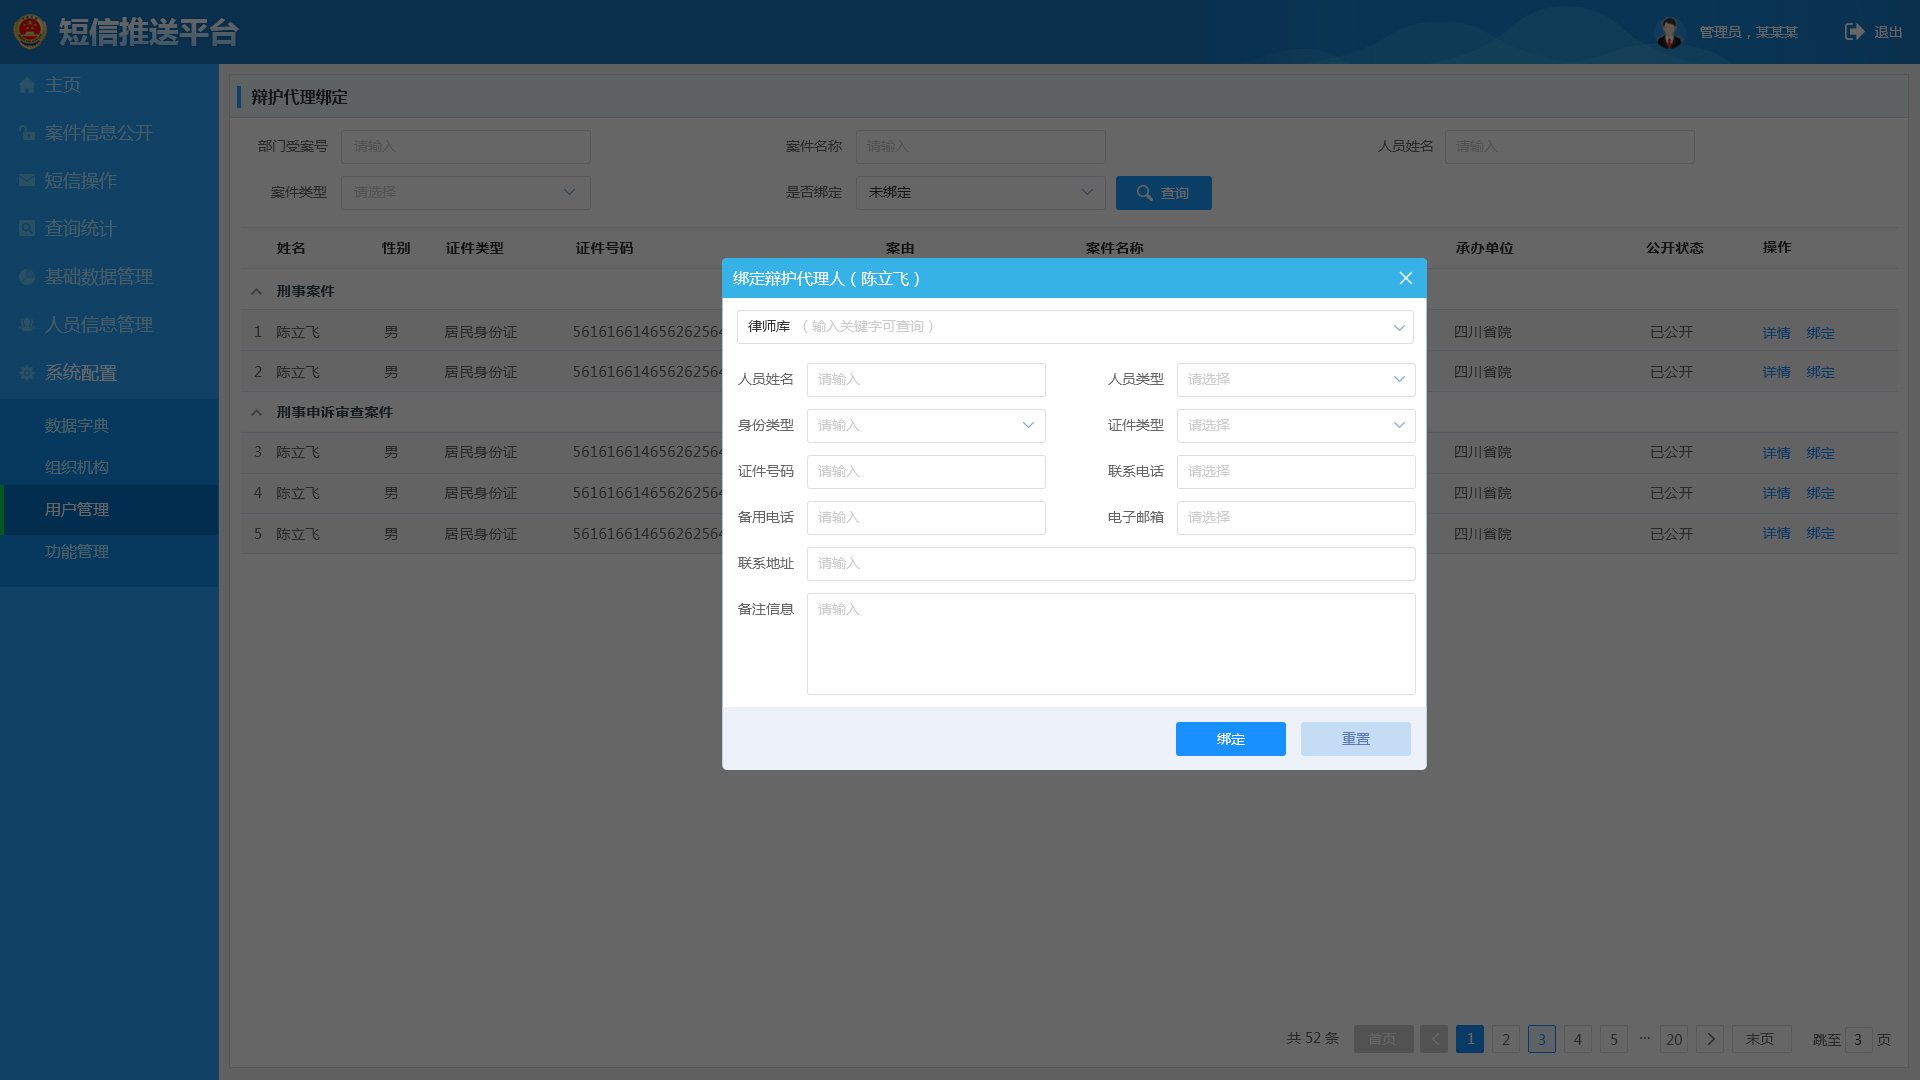 短信推送平台
管理员，某某某
退出
主页
案件信息公开
短信操作
查询统计
基础数据管理
人员信息管理
系统配置
数据字典
组织机构
用户管理
功能管理
辩护代理绑定
部门受案号 请输入 案件名称 请输入 人员姓名 请输入
案件类型 请选择 是否绑定 未绑定 查询
姓名 性别 证件类型 证件号码 案由 案件名称 承办单位 公开状态 操作
刑事案件
1 陈立飞 男 居民身份证 561616614656262564 四川省院 已公开 详情 绑定
2 陈立飞 男 居民身份证 561616614656262564 四川省院 已公开 详情 绑定
刑事申诉审查案件
3 陈立飞 男 居民身份证 561616614656262564 四川省院 已公开 详情 绑定
4 陈立飞 男 居民身份证 561616614656262564 四川省院 已公开 详情 绑定
5 陈立飞 男 居民身份证 561616614656262564 四川省院 已公开 详情 绑定
绑定辩护代理人（陈立飞）
律师库 （输入关键字可查询）
人员姓名 请输入 人员类型 请选择
身份类型 请输入 证件类型 请选择
证件号码 请输入 联系电话 请选择
备用电话 请输入 电子邮箱 请选择
联系地址 请输入
备注信息 请输入
绑定 重置
共 52 条 首页 1 2 3 4 5 ··· 20 末页 跳至 3 页